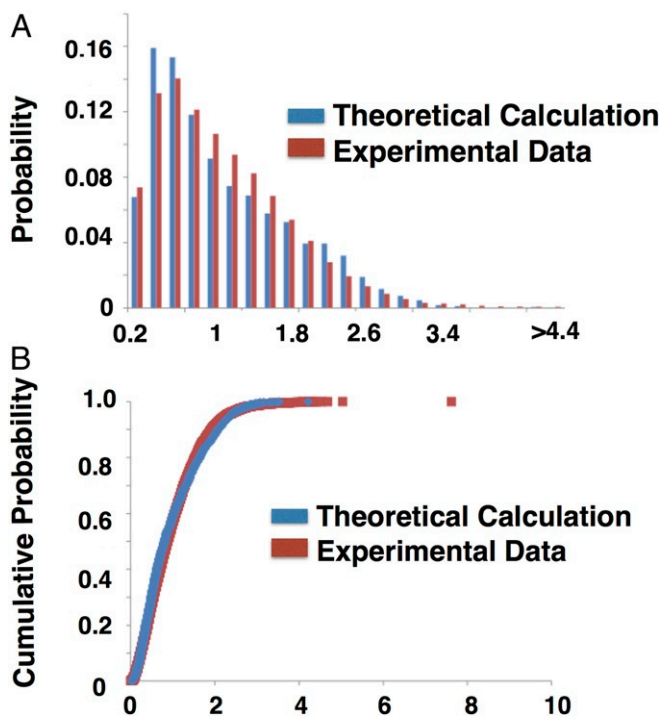 A
Probability
0.16
0.12
0.08
0.04
0
Theoretical Calculation
Experimental Data
0.2 1 1.8 2.6 3.4 >4.4
B
Cumulative Probability
1.0
0.8
0.6
0.4
0.2
0
Theoretical Calculation
Experimental Data
0 2 4 6 8 10